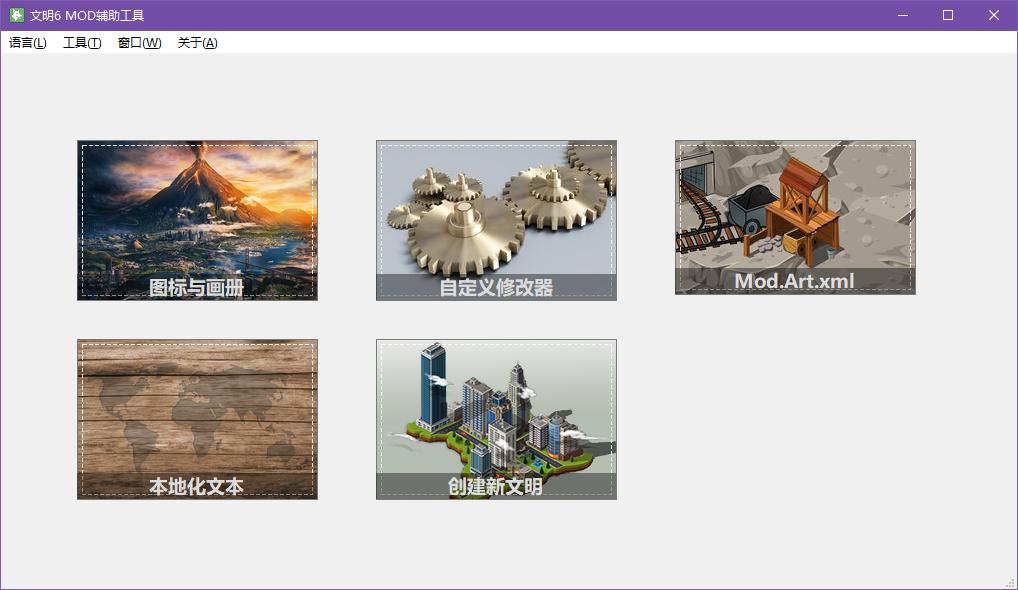 文明6 MOD辅助工具
语言(L) 工具(T) 窗口(W) 关于(A)
图标与画册
自定义修改器
Mod.Art.xml
本地化文本
创建新文明